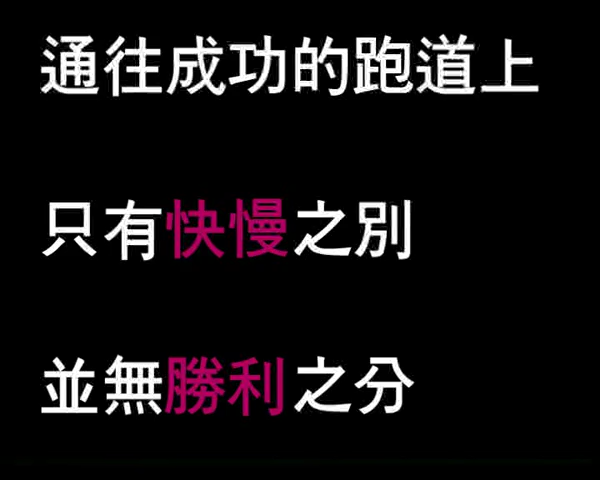 通往成功的跑道上
只有快慢之別
並無勝利之分